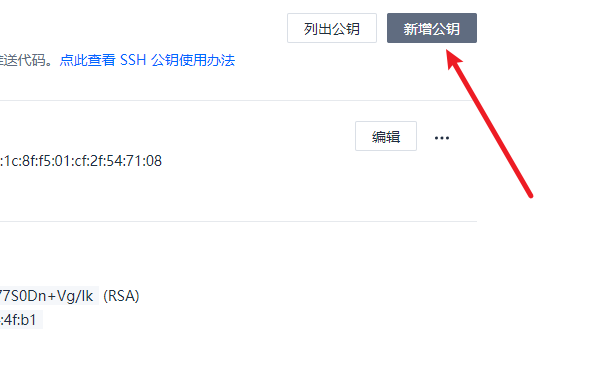 列出公钥 新增公钥
送代码。点此查看 SSH 公钥使用办法
编辑 ...
:1c:8f:f5:01:cf:2f:54:71:08
77S0Dn+Vg/Ik (RSA)
:4f:b1